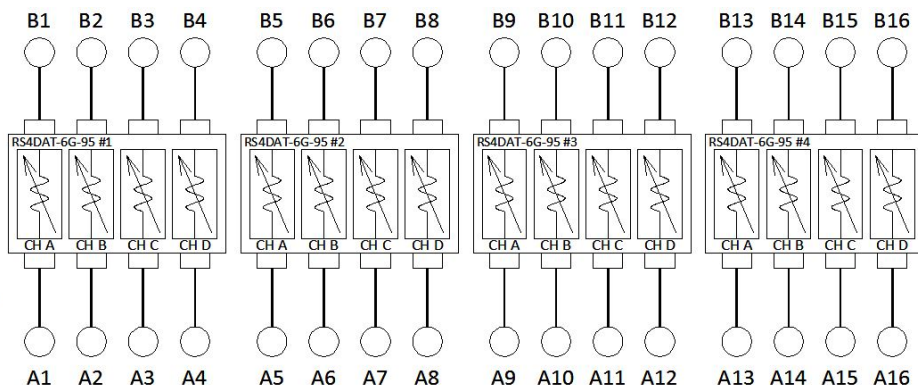 B1 B2 B3 B4 B5 B6 B7 B8 B9 B10 B11 B12 B13 B14 B15 B16
RS4DAT-6G-95 #1 RS4DAT-6G-95 #2 RS4DAT-6G-95 #3 RS4DAT-6G-95 #4
CH A CH B CH C CH D CH A CH B CH C CH D CH A CH B CH C CH D CH A CH B CH C CH D
A1 A2 A3 A4 A5 A6 A7 A8 A9 A10 A11 A12 A13 A14 A15 A16